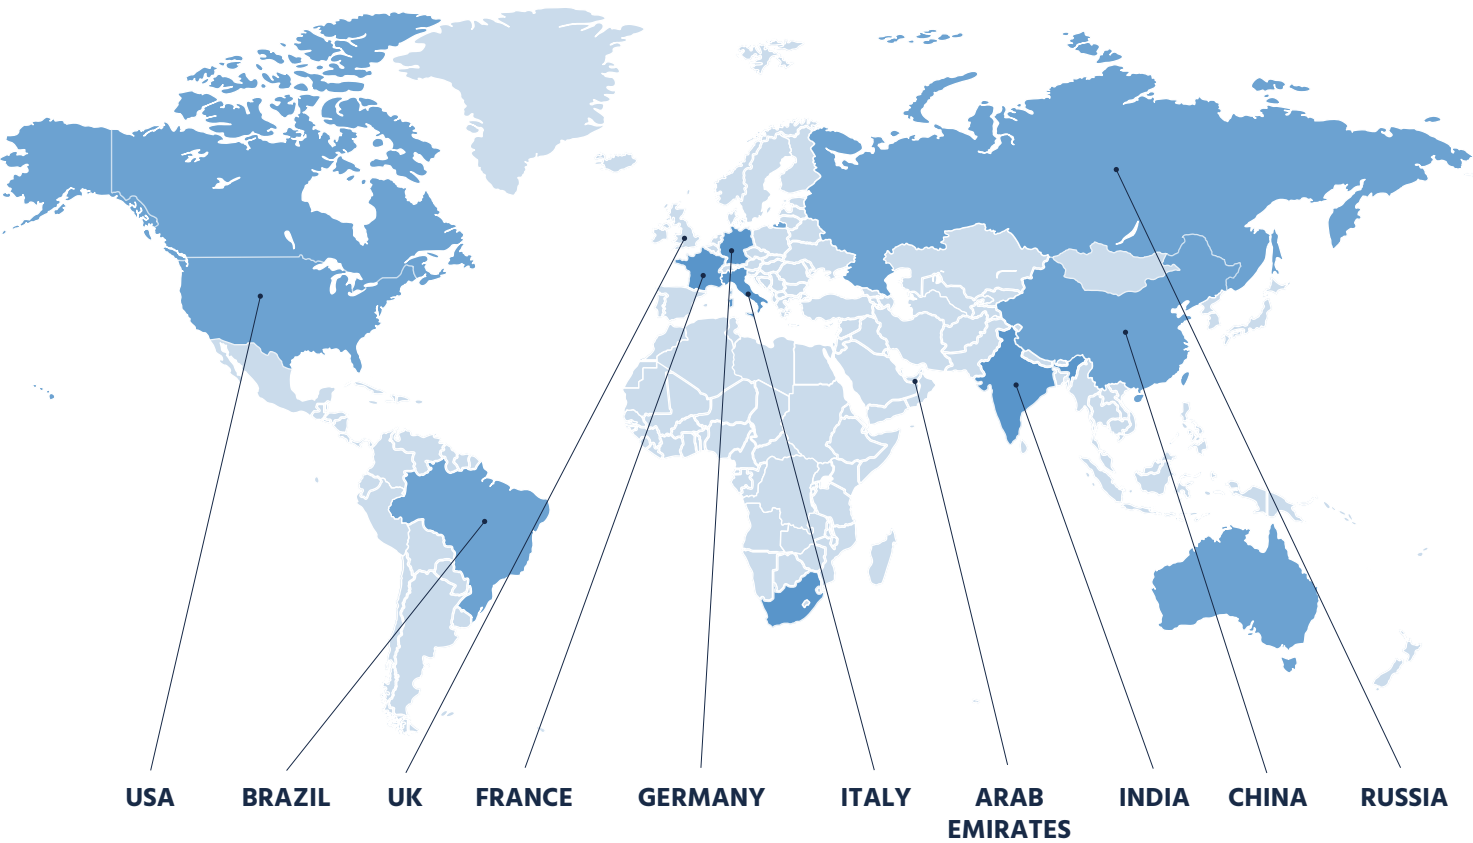 USA
BRAZIL
UK
FRANCE
GERMANY
ITALY
ARAB
EMIRATES
INDIA
CHINA
RUSSIA